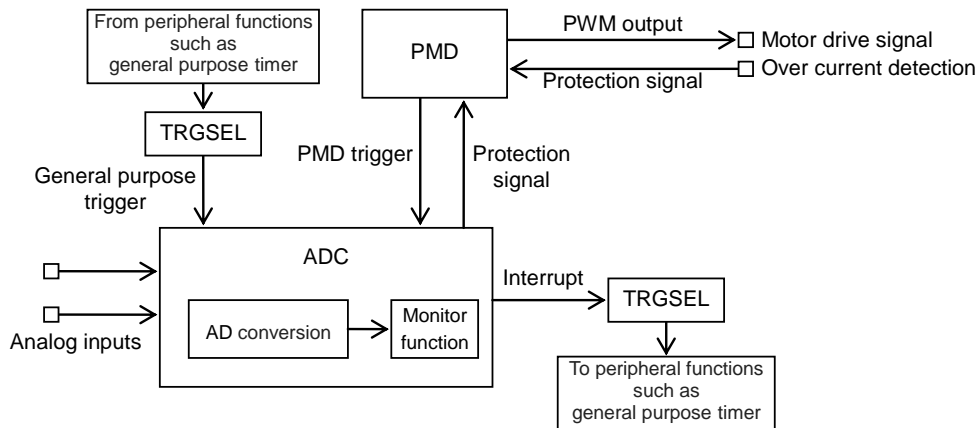 From peripheral functions
such as
general purpose timer
TRGSEL
General purpose
trigger
PMD
PWM output
Motor drive signal
Protection signal
Over current detection
PMD trigger
Protection
signal
ADC
AD conversion
Monitor
function
Analog inputs
Interrupt
TRGSEL
To peripheral functions
such as
general purpose timer